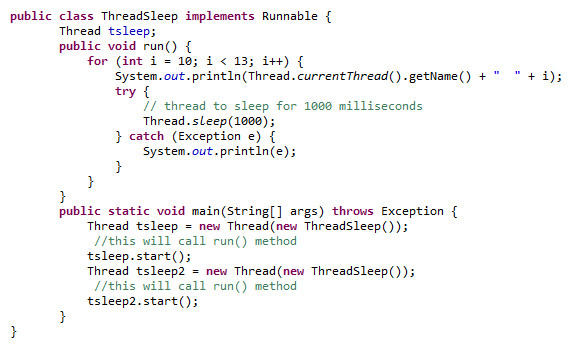 public class ThreadSleep implements Runnable {
Thread tsleep;
public void run() {
for (int i = 10; i < 13; i++) {
System.out.println(Thread.currentThread().getName() + "  " + i);
try {
// thread to sleep for 1000 milliseconds
Thread.sleep(1000);
} catch (Exception e) {
System.out.println(e);
}
}
}
public static void main(String[] args) throws Exception {
Thread tsleep = new Thread(new ThreadSleep());
//this will call run() method
tsleep.start();
Thread tsleep2 = new Thread(new ThreadSleep());
//this will call run() method
tsleep2.start();
}
}